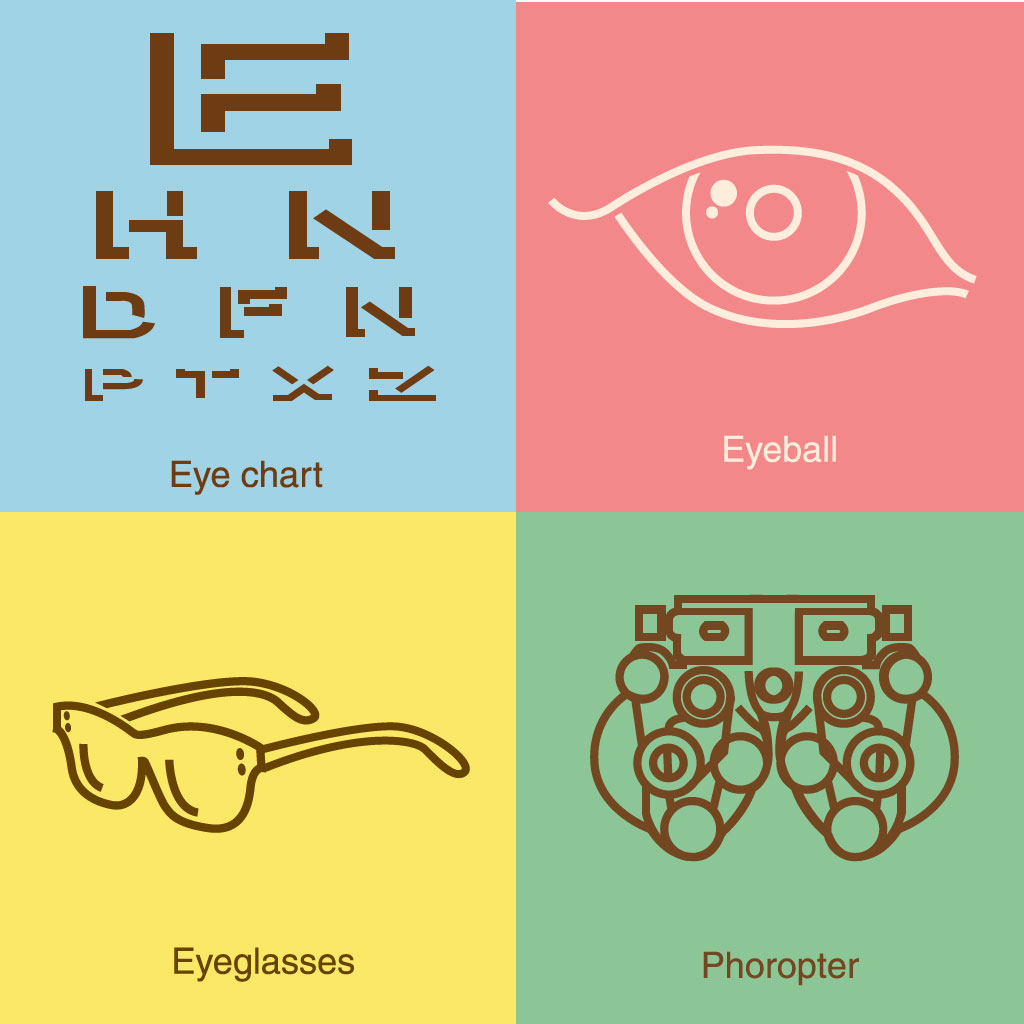 E
H N
D F N
P T X Z
Eye chart
Eyeball
Eyeglasses
Phoropter